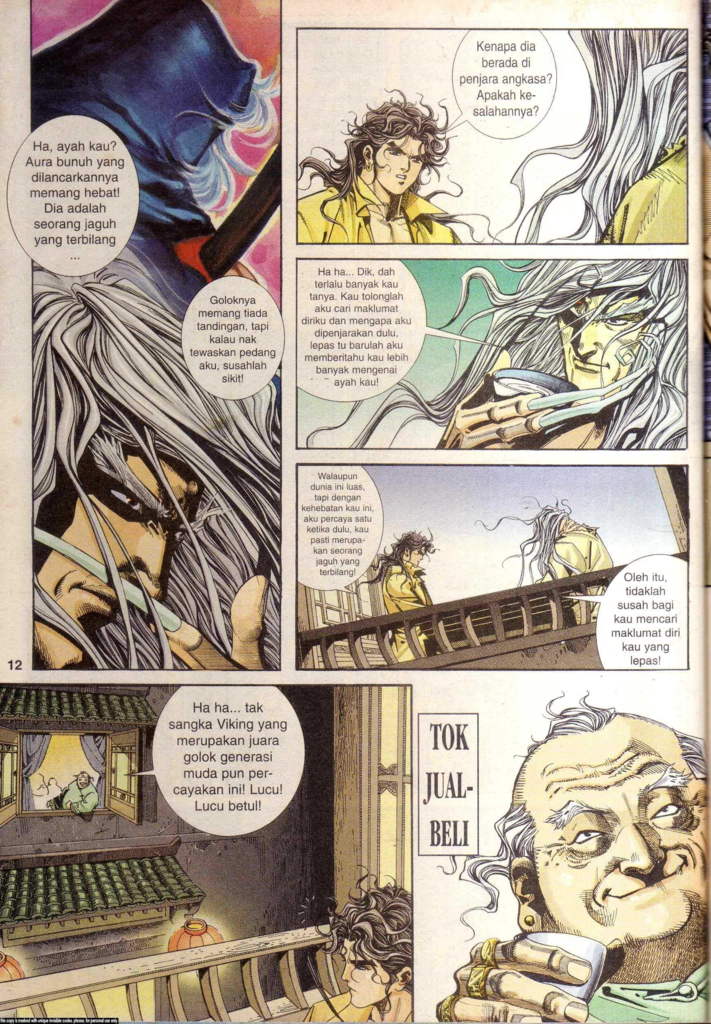 Ha, ayah kau?
Aura bunuh yang
dilancarkannya
memang hebat!
Dia adalah
seorang jaguh
yang terbilang
...
Goloknya
memang tiada
tandingan, tapi
kalau nak
tewaskan pedang
aku, susahlah
sikit!
Kenapa dia
berada di
penjara angkasa?
Apakah ke-
salahannya?
Ha ha... Dik, dah
terlalu banyak kau
tanya. Kau tolonglah
aku cari maklumat
diriku dan mengapa aku
dipenjarakan dulu,
lepas tu barulah aku
memberitahu kau lebih
banyak mengenai
ayah kau!
Walaupun
dunia ini luas,
tapi dengan
kehebatan kau ini,
aku percaya satu
ketika kau duku, kau
pasti merupa-
kan seorang
jaguh yang
terbilang!
Oleh itu,
tidaklah
susah bagi
kau mencari
maklumat diri
kau yang
lepas!
12
Ha ha... tak
sangka Viking yang
merupakan juara
golok generasi
muda pun per-
cayakan ini! Lucu!
Lucu betul!
TOK
JUAL-
BELI